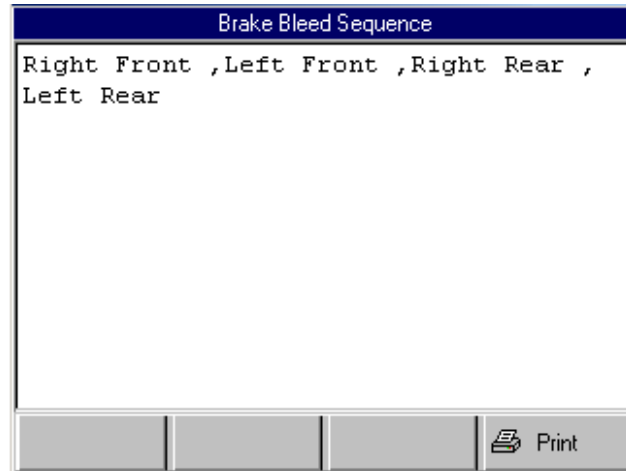 Brake Bleed Sequence
Right Front ,Left Front ,Right Rear ,
Left Rear
Print